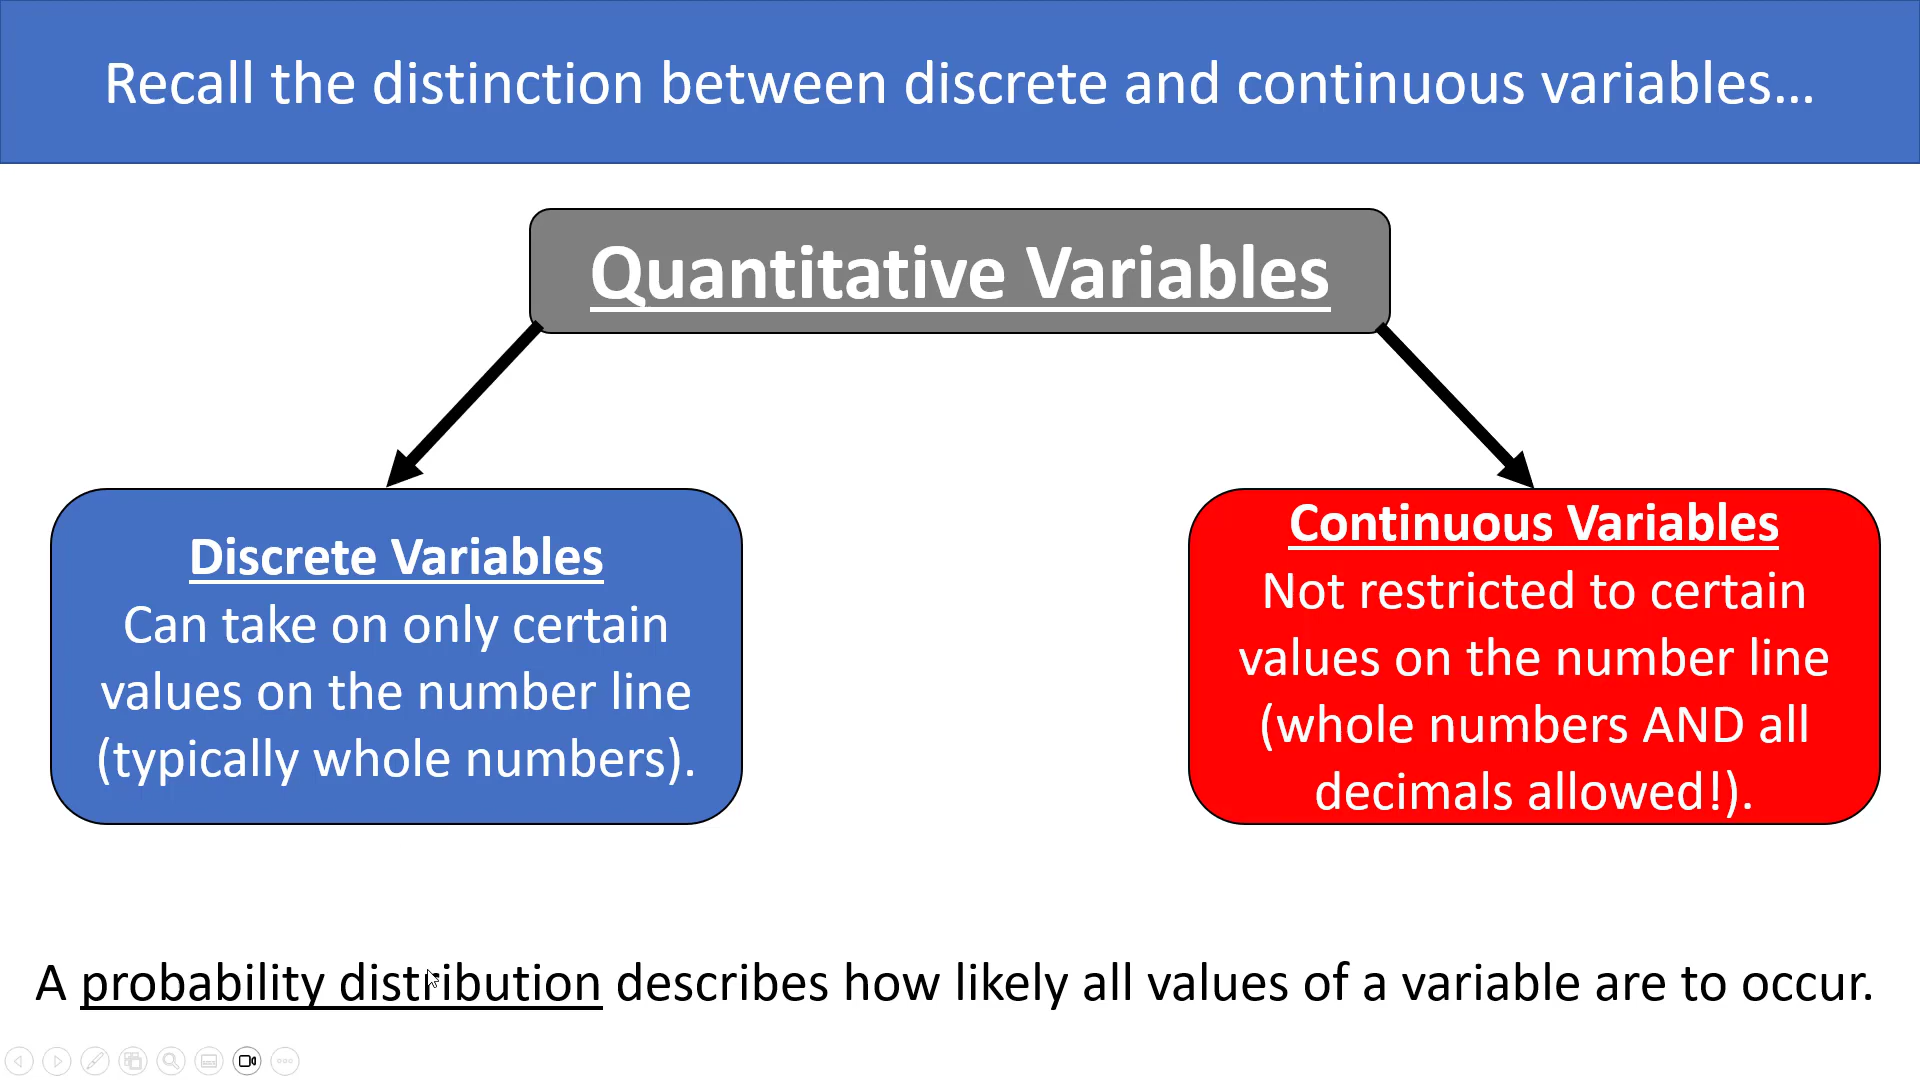 Recall the distinction between discrete and continuous variables...
Quantitative Variables
Discrete Variables
Can take on only certain
values on the number line
(typically whole numbers).
Continuous Variables
Not restricted to certain
values on the number line
(whole numbers AND all
decimals allowed!).
A probability distribution describes how likely all values of a variable are to occur.